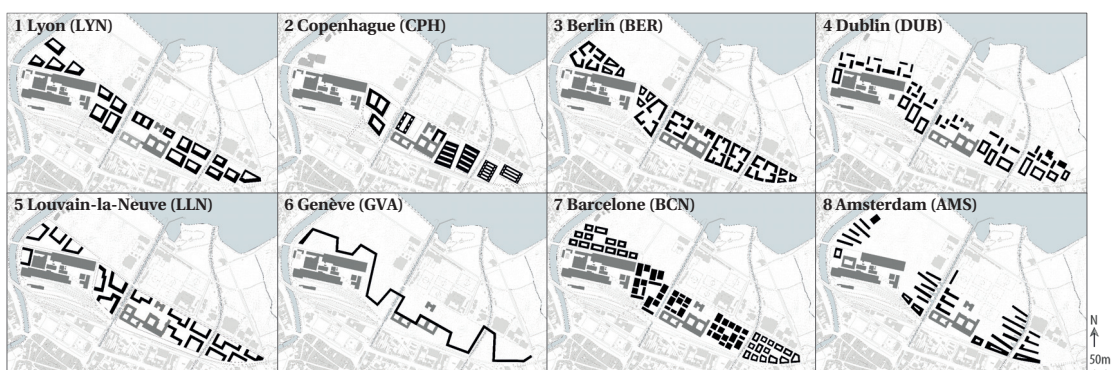 1 Lyon (LYN)
2 Copenhague (CPH)
3 Berlin (BER)
4 Dublin (DUB)
5 Louvain-la-Neuve (LLN)
6 Genève (GVA)
7 Barcelone (BCN)
8 Amsterdam (AMS)
N
50m